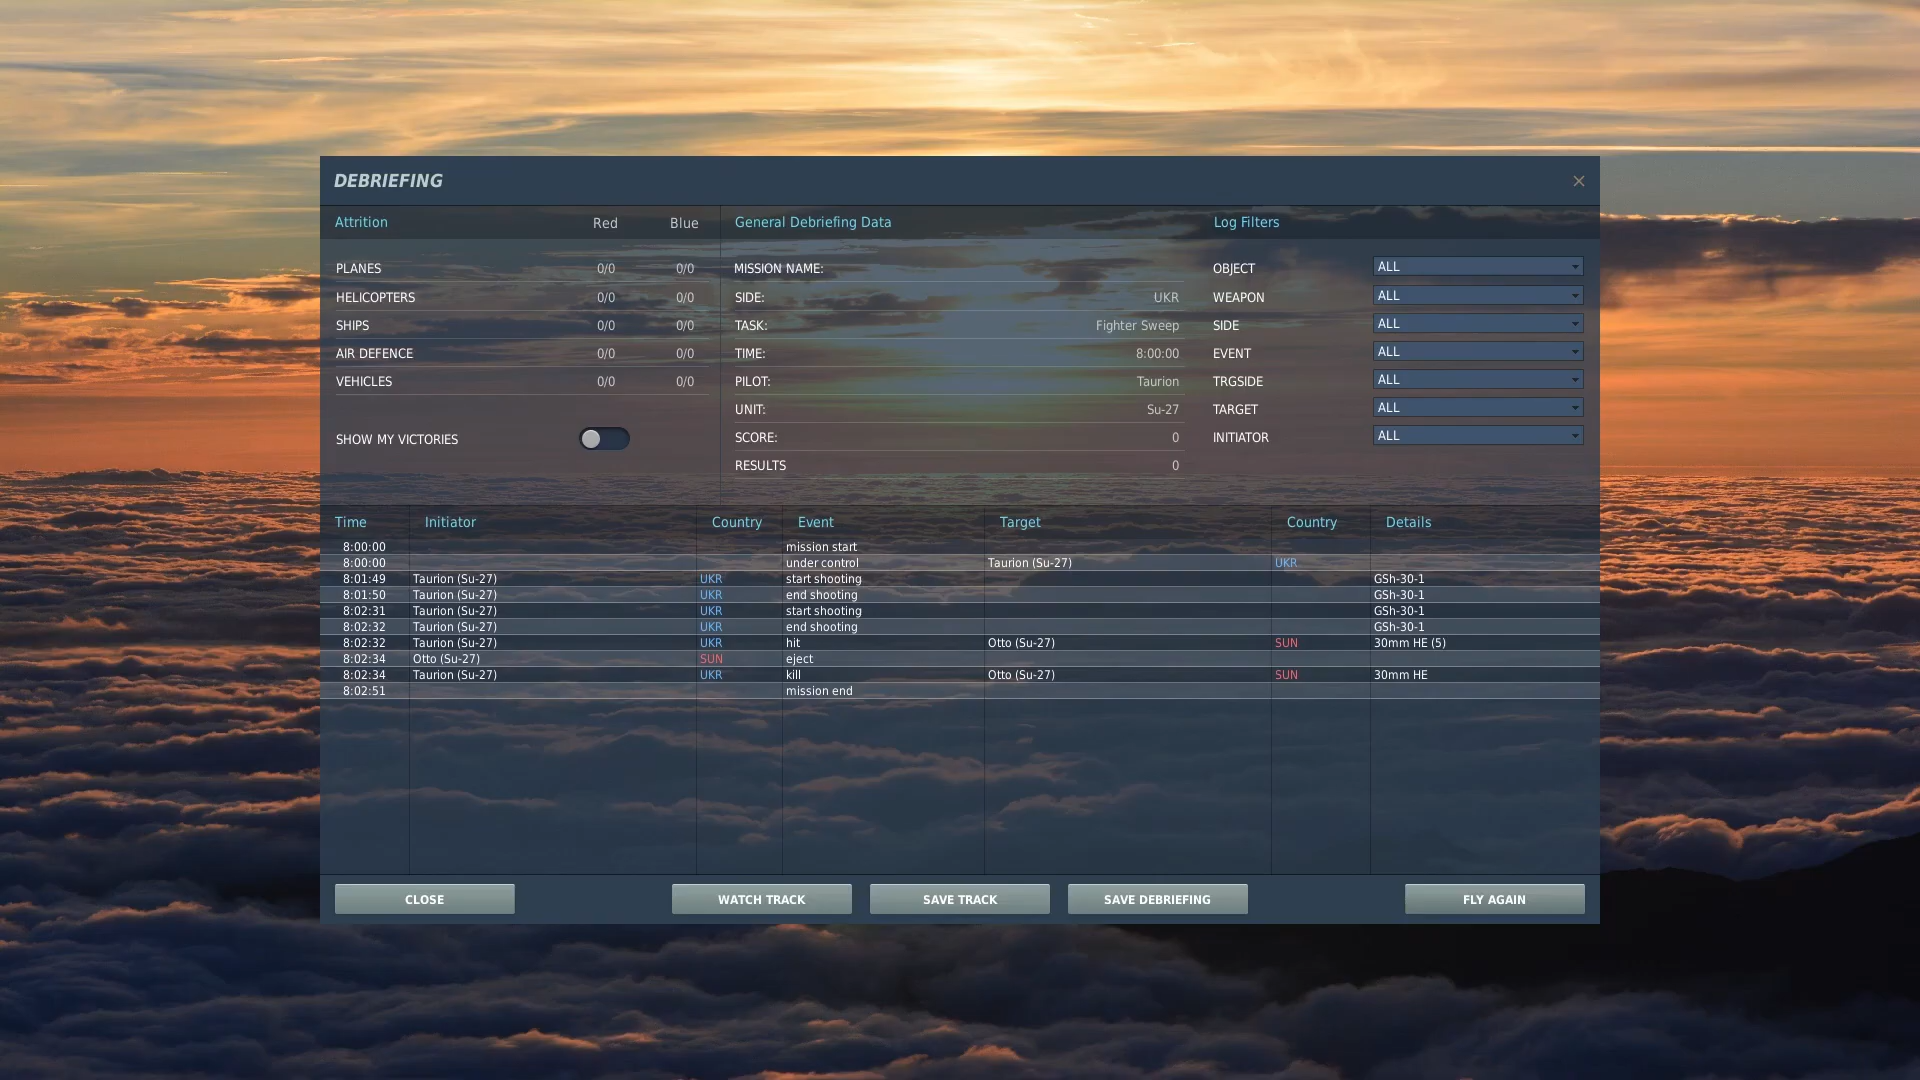 DEBRIEFING
Attrition Red Blue General Debriefing Data Log Filters
PLANES 0/0 0/0 MISSION NAME: OBJECT ALL
HELICOPTERS 0/0 0/0 SIDE: UKR WEAPON ALL
SHIPS 0/0 0/0 TASK: Fighter Sweep SIDE ALL
AIR DEFENCE 0/0 0/0 TIME: 8:00:00 EVENT ALL
VEHICLES 0/0 0/0 PILOT: Taurion TRGSIDE ALL
UNIT: Su-27 TARGET ALL
SHOW MY VICTORIES SCORE: 0 INITIATOR ALL
RESULTS 0
Time Initiator Country Event Target Country Details
8:00:00 mission start
8:00:00 under control Taurion (Su-27) UKR
8:01:49 Taurion (Su-27) UKR start shooting GSh-30-1
8:01:50 Taurion (Su-27) UKR end shooting GSh-30-1
8:02:31 Taurion (Su-27) UKR start shooting GSh-30-1
8:02:32 Taurion (Su-27) UKR end shooting GSh-30-1
8:02:32 Taurion (Su-27) UKR hit Otto (Su-27) SUN 30mm HE (5)
8:02:34 Otto (Su-27) SUN eject
8:02:34 Taurion (Su-27) UKR kill Otto (Su-27) SUN 30mm HE
8:02:51 mission end
CLOSE WATCH TRACK SAVE TRACK SAVE DEBRIEFING FLY AGAIN